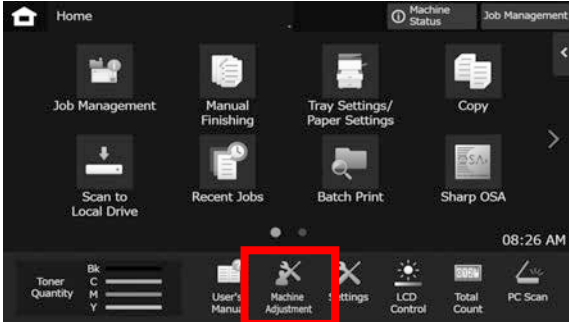 Home
Machine
Status
Job Management
Job Management
Manual
Finishing
Tray Settings/
Paper Settings
Copy
Scan to
Local Drive
Recent Jobs
Batch Print
Sharp OSA
08:26 AM
Toner
Quantity
Bk
C
M
Y
User's
Manual
Machine
Adjustment
Settings
LCD
Control
Total
Count
PC Scan